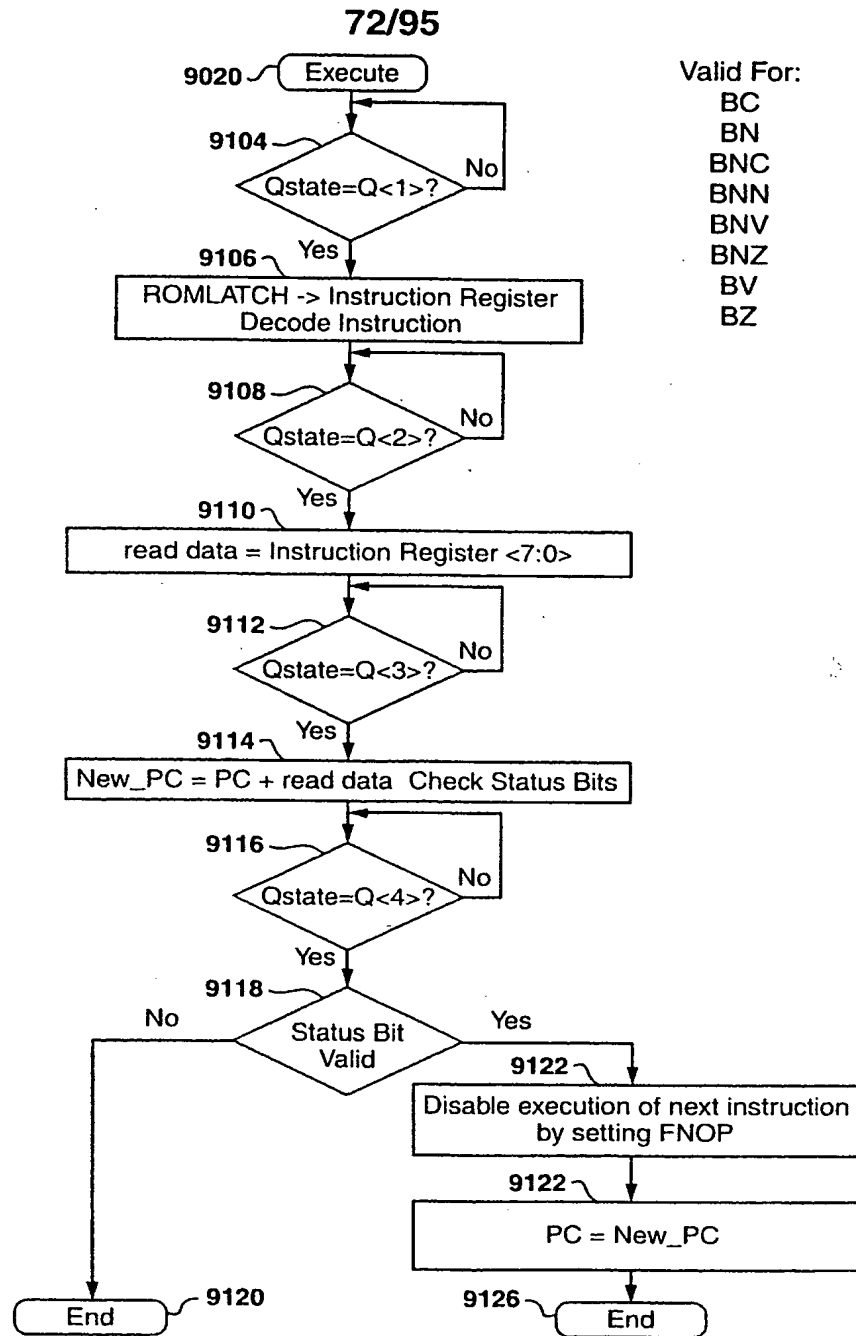 72/95
9020
Execute
Valid For:
BC
BN
BNC
BNN
BNV
BNZ
BV
BZ
9104
Qstate=Q<1>?
No
Yes
9106
ROMLATCH -> Instruction Register
Decode Instruction
9108
Qstate=Q<2>?
No
Yes
9110
read data = Instruction Register <7:0>
9112
Qstate=Q<3>?
No
Yes
9114
New_PC = PC + read data Check Status Bits
9116
Qstate=Q<4>?
No
Yes
9118
Status Bit
Valid
No
Yes
9122
Disable execution of next instruction
by setting FNOP
9122
PC = New_PC
End
9120
9126
End